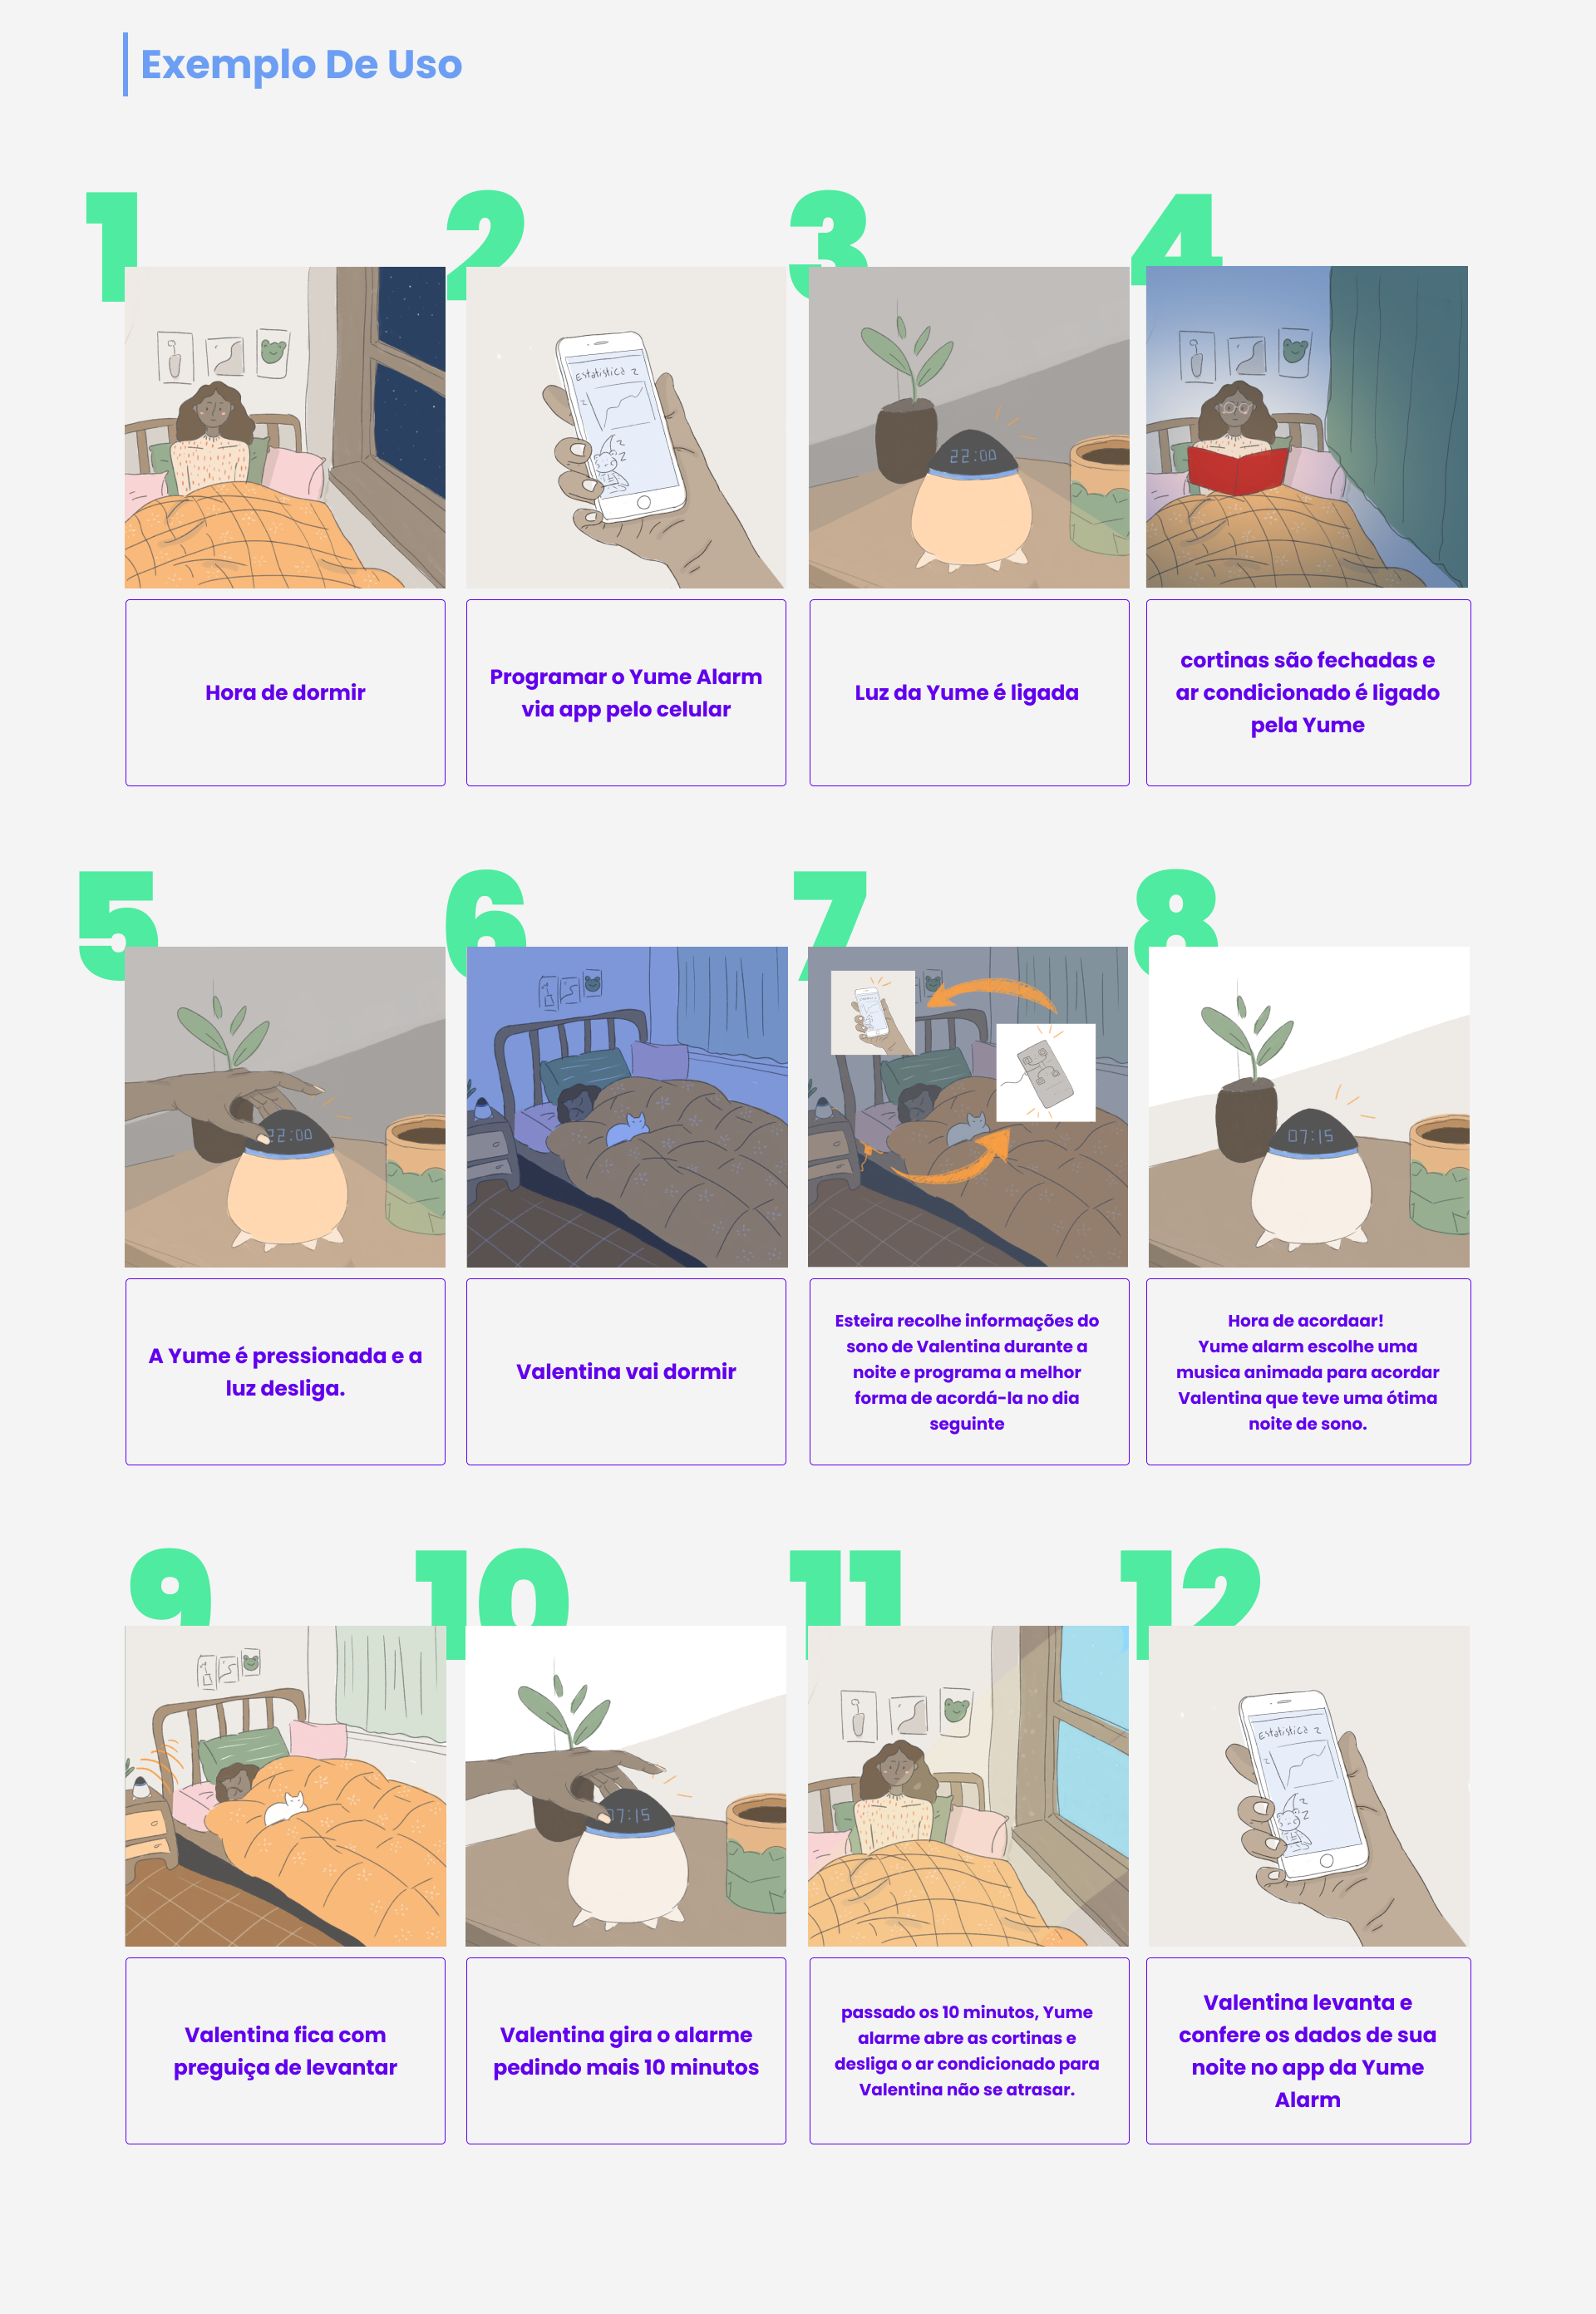 Exemplo De Uso
1
2
3
4
Estatistica z
z
z
z
22:00
Hora de dormir
Programar o Yume Alarm
via app pelo celular
Luz da Yume é ligada
cortinas são fechadas e
ar condicionado é ligado
pela Yume
5
6
7
8
22:00
07:15
A Yume é pressionada e a
luz desliga.
Valentina vai dormir
Esteira recolhe informações do
sono de Valentina durante a
noite e programa a melhor
forma de acordá-la no dia
seguinte
Hora de acordaar!
Yume alarm escolhe uma
musica animada para acordar
Valentina que teve uma ótima
noite de sono.
9
10
11
12
07:15
Estatistica z
z
z
z
Valentina fica com
preguiça de levantar
Valentina gira o alarme
pedindo mais 10 minutos
passado os 10 minutos, Yume
alarme abre as cortinas e
desliga o ar condicionado para
Valentina não se atrasar.
Valentina levanta e
confere os dados de sua
noite no app da Yume
Alarm